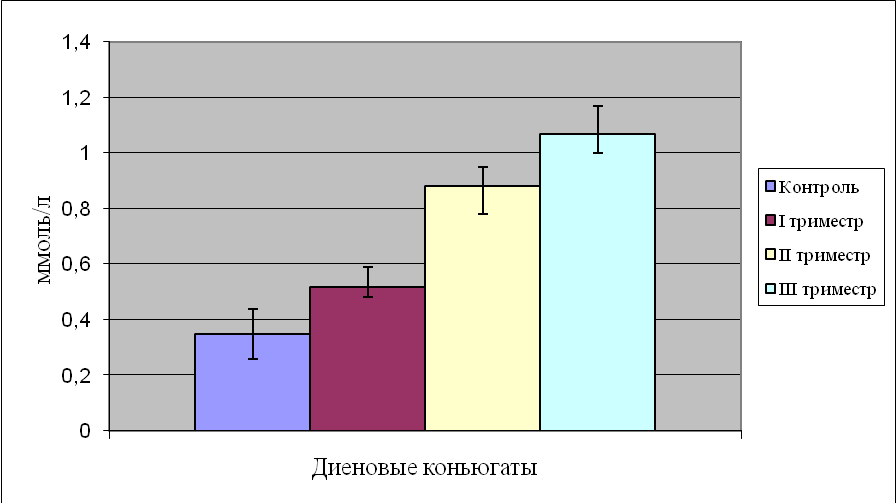 1,4
1,2
1
0,8
0,6
0,4
0,2
0
ммоль/л
Диеновые коньюгаты
Контроль
I триместр
II триместр
III триместр